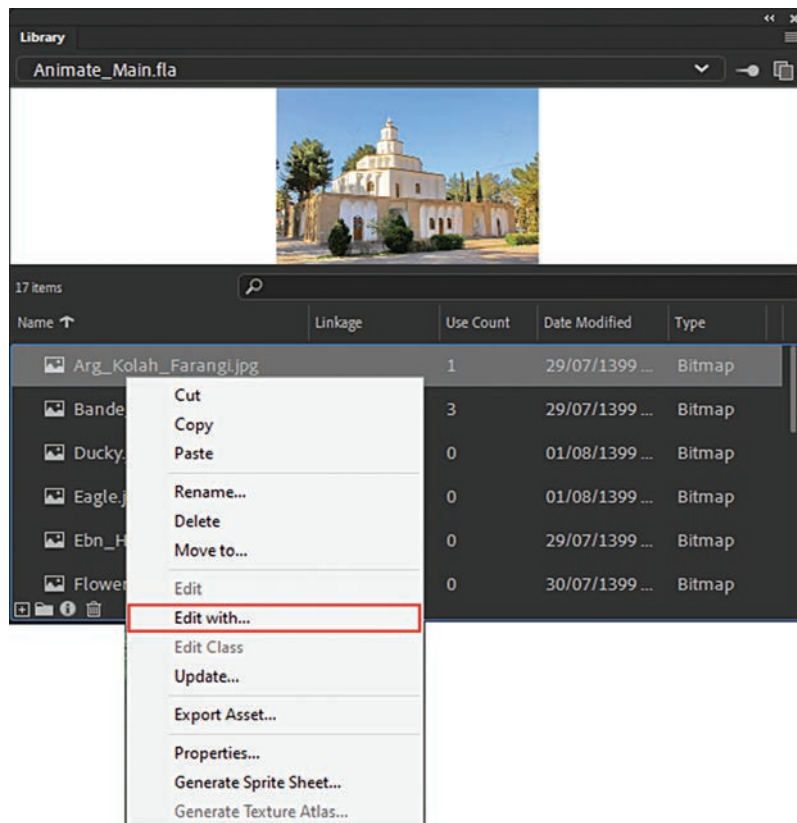 Library
Animate_Main.fla
17 items
Name Linkage Use Count Date Modified Type
Arg_Kolah_Farangi.jpg 1 29/07/1399 ... Bitmap
Bande 3 29/07/1399 ... Bitmap
Ducky. 0 01/08/1399 ... Bitmap
Eagle.j 0 01/08/1399 ... Bitmap
Ebn_H 0 29/07/1399 ... Bitmap
Flower 0 30/07/1399 ... Bitmap
Cut
Copy
Paste
Rename...
Delete
Move to...
Edit
Edit with...
Edit Class
Update...
Export Asset...
Properties...
Generate Sprite Sheet...
Generate Texture Atlas...